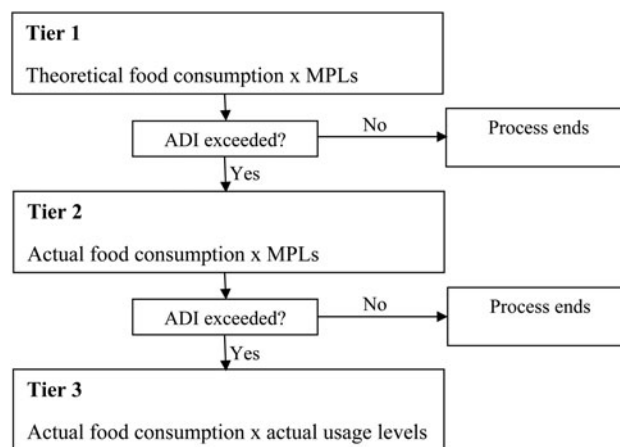 Tier 1
Theoretical food consumption x MPLs
ADI exceeded?
No
Process ends
Yes
Tier 2
Actual food consumption x MPLs
ADI exceeded?
No
Process ends
Yes
Tier 3
Actual food consumption x actual usage levels